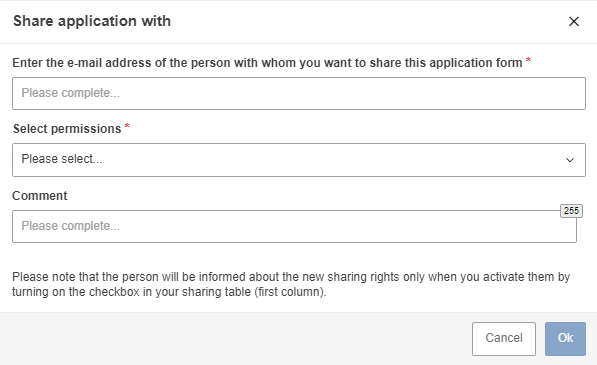 Share application with
Enter the e-mail address of the person with whom you want to share this application form *
Please complete...
Select permissions *
Please select...
Comment
255
Please complete...
Please note that the person will be informed about the new sharing rights only when you activate them by
turning on the checkbox in your sharing table (first column).
Cancel
Ok